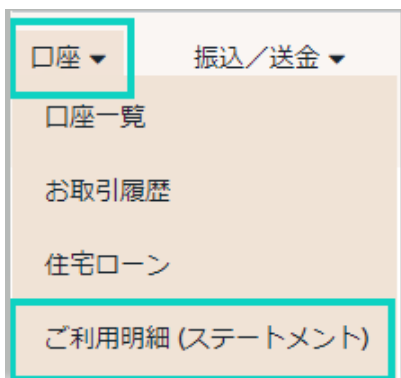 口座▼ 振込／送金▼
口座一覧
お取引履歴
住宅ローン
ご利用明細 (ステートメント)